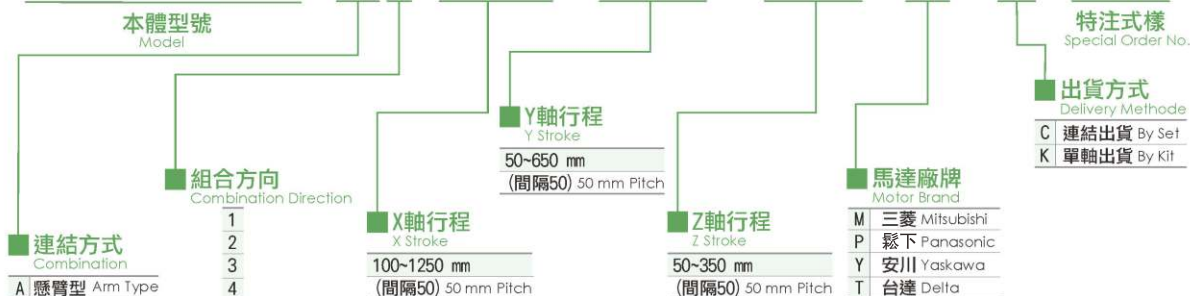 本體型號
Model
特注式樣
Special Order No.
出貨方式
Delivery Methode
C 連結出貨 By Set
K 單軸出貨 By Kit
Y軸行程
Y Stroke
50~650 mm
(間隔50) 50 mm Pitch
組合方向
Combination Direction
1
2
3
4
馬達廠牌
Motor Brand
M 三菱 Mitsubishi
P 鬆下 Panasonic
Y 安川 Yaskawa
T 台達 Delta
X軸行程
X Stroke
100~1250 mm
(間隔50) 50 mm Pitch
Z軸行程
Z Stroke
50~350 mm
(間隔50) 50 mm Pitch
連結方式
Combination
A 懸臂型 Arm Type